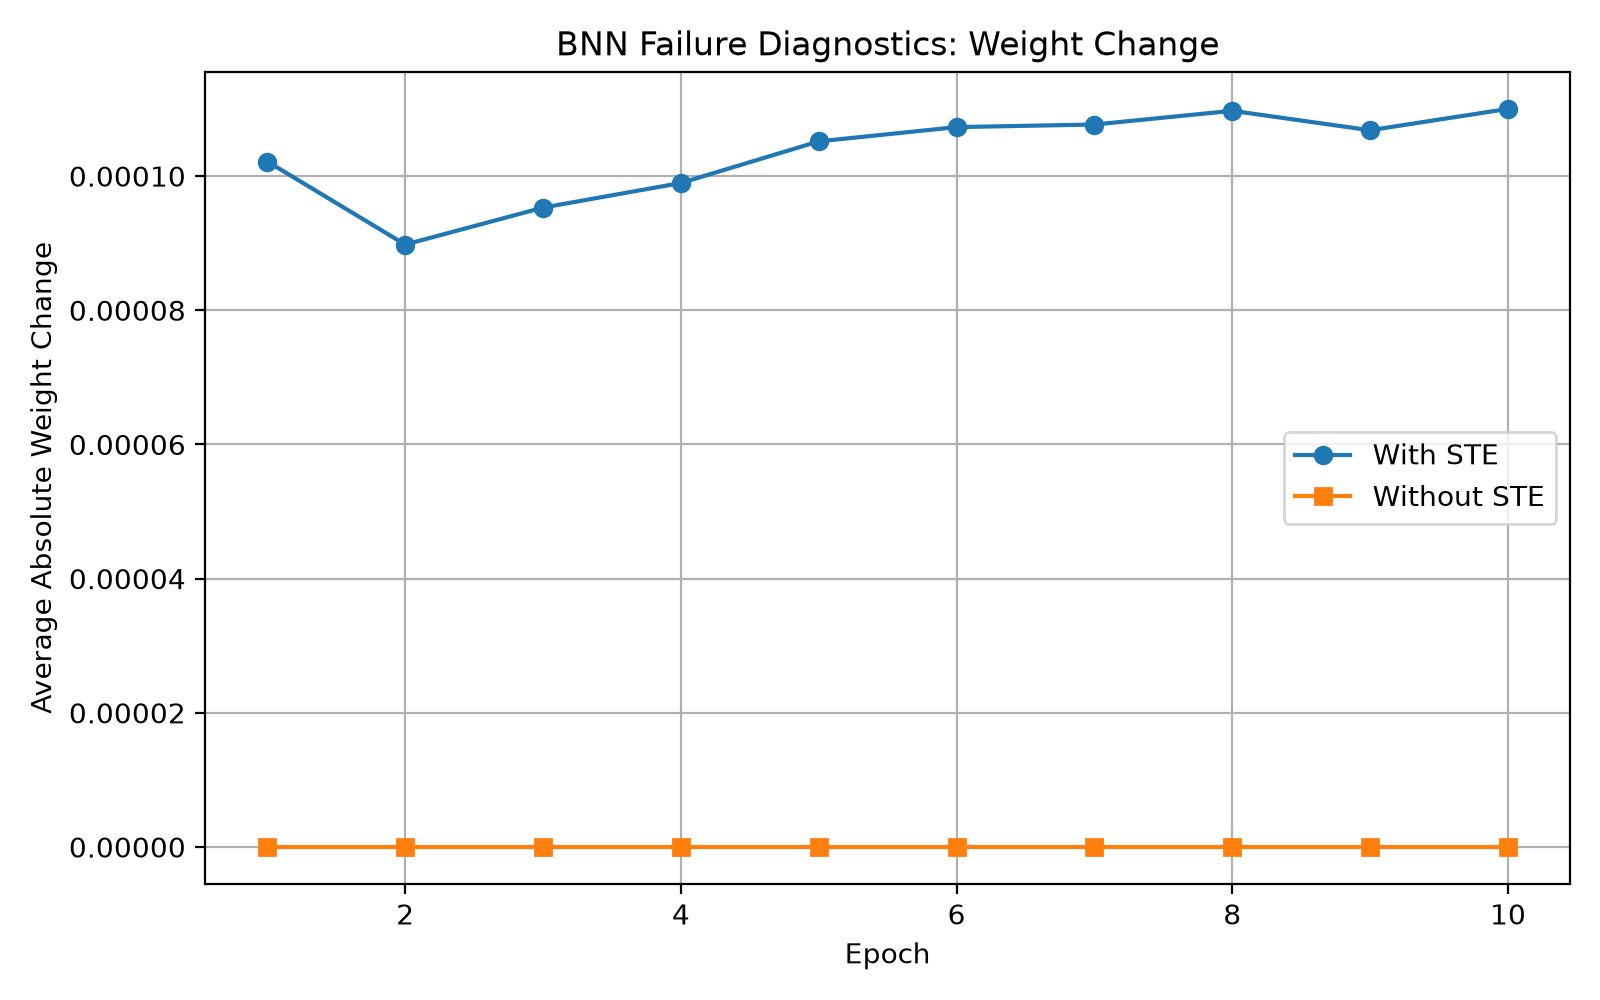 BNN Failure Diagnostics: Weight Change
Average Absolute Weight Change
0.00010
0.00008
0.00006
0.00004
0.00002
0.00000
With STE
Without STE
2 4 6 8 10
Epoch